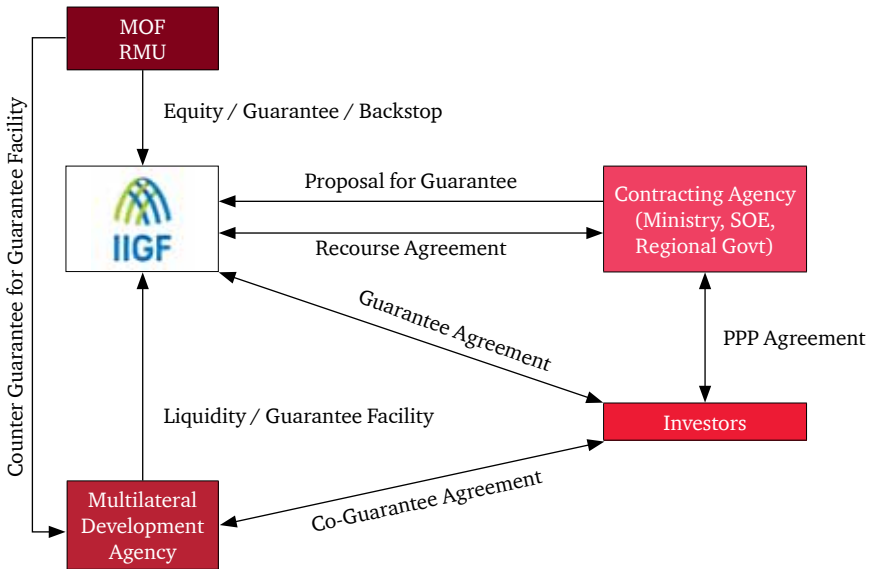 MOF
RMU
Equity / Guarantee / Backstop
Counter Guarantee for Guarantee Facility
IIGF
Proposal for Guarantee
Recourse Agreement
Contracting Agency
(Ministry, SOE,
Regional Govt)
Guarantee Agreement
PPP Agreement
Liquidity / Guarantee Facility
Investors
Co-Guarantee Agreement
Multilateral
Development
Agency